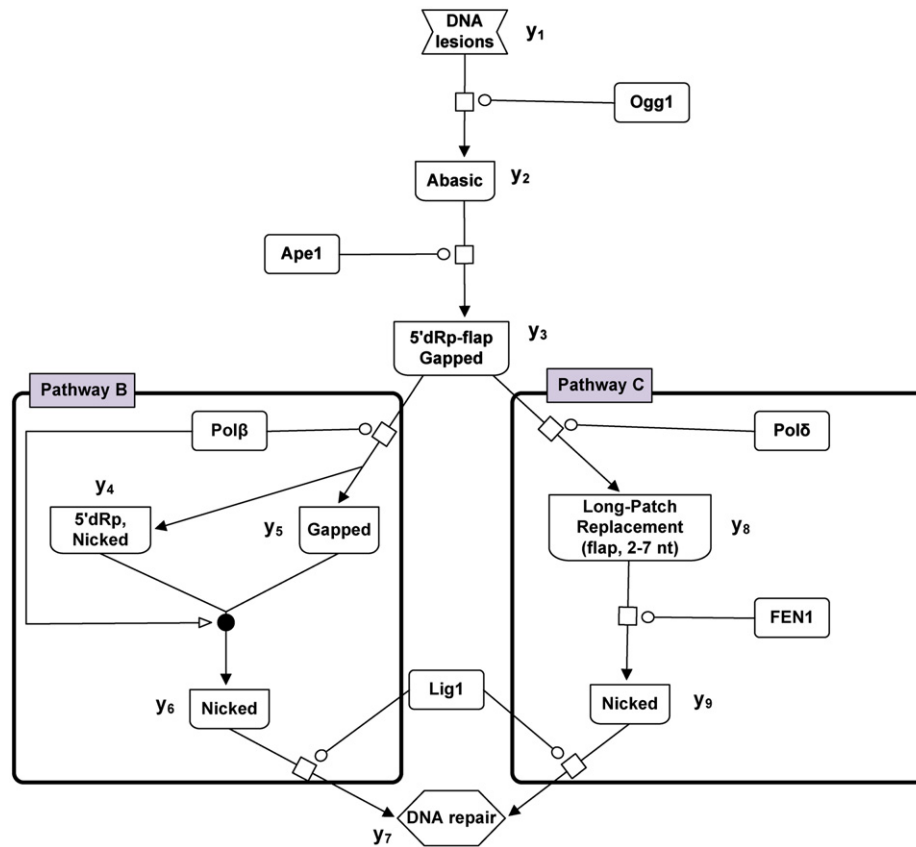 DNA
lesions
y₁
Ogg1
Abasic
y₂
Ape1
5'dRp-flap
Gapped
y₃
Pathway B
Pathway C
Polβ
Polδ
y₄
5'dRp,
Nicked
y₅
Gapped
Long-Patch
Replacement
(flap, 2-7 nt)
y₈
FEN1
Lig1
y₆
Nicked
Nicked
y₉
DNA repair
y₇